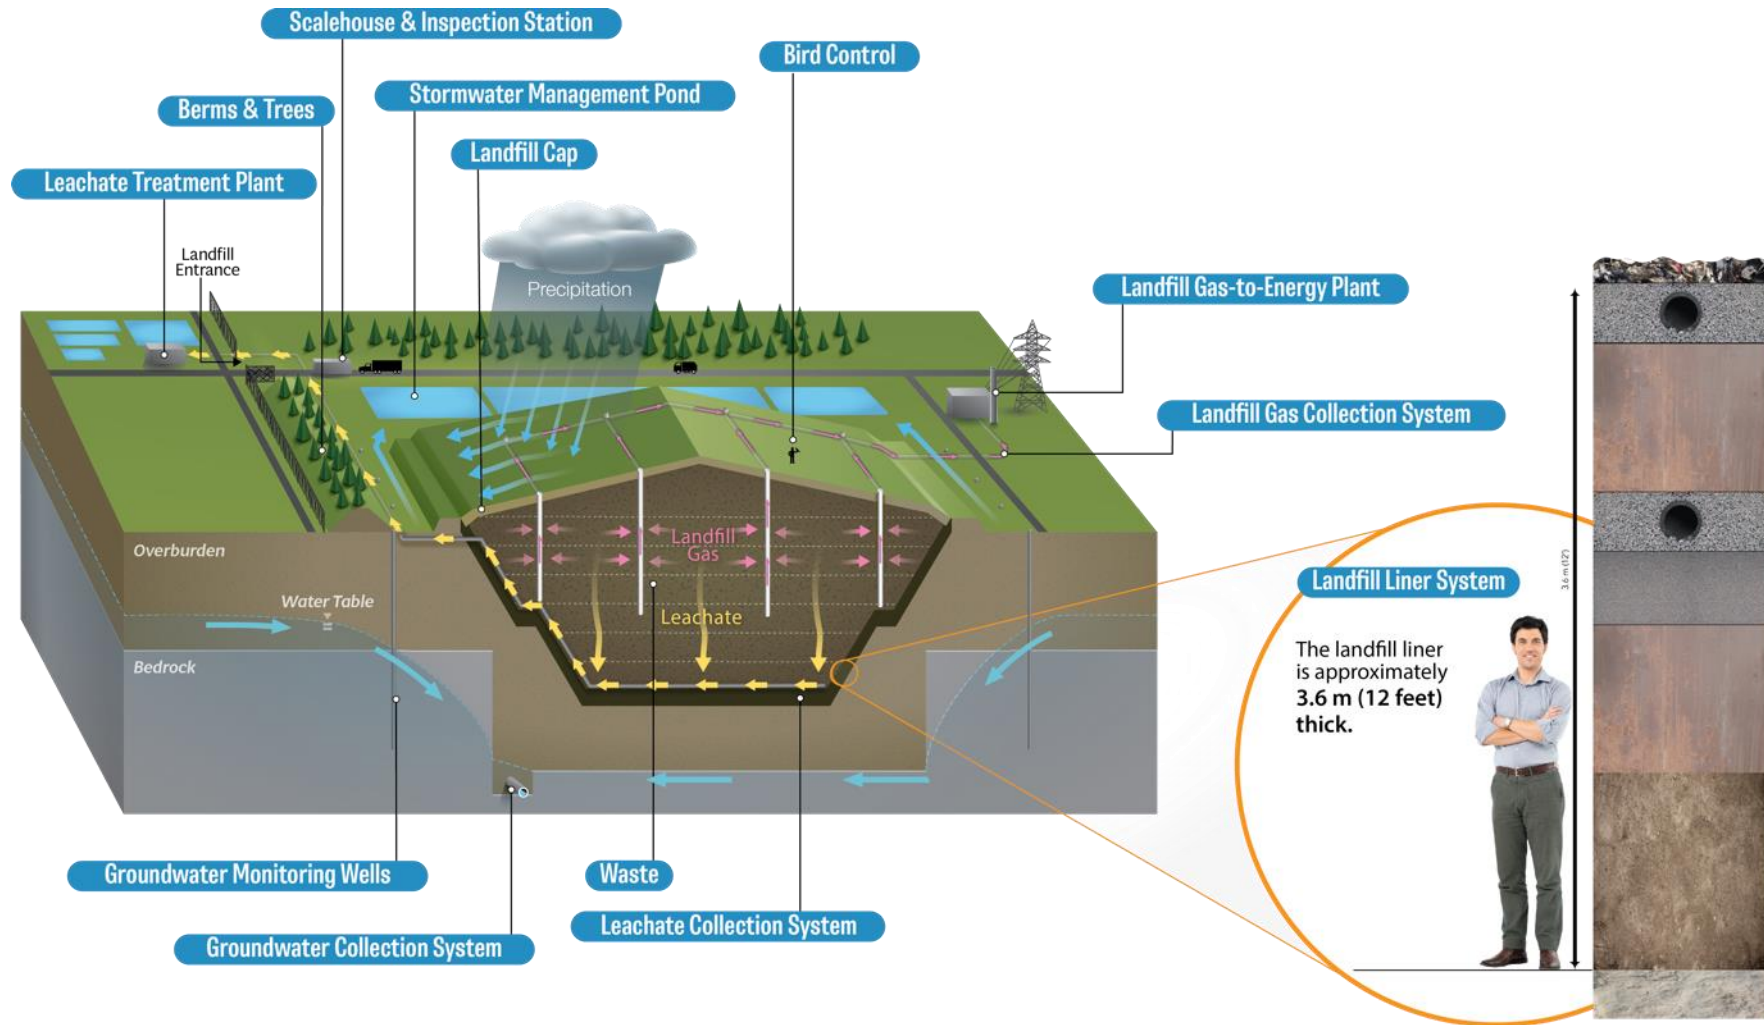 Scalehouse & Inspection Station
Bird Control
Stormwater Management Pond
Berms & Trees
Landfill Cap
Leachate Treatment Plant
Landfill
Entrance
Precipitation
Landfill Gas-to-Energy Plant
Landfill Gas Collection System
Overburden
Landfill
Gas
Water Table
Leachate
Bedrock
3.6 m (12')
Landfill Liner System
The landfill liner
is approximately
3.6 m (12 feet)
thick.
Groundwater Monitoring Wells
Waste
Leachate Collection System
Groundwater Collection System